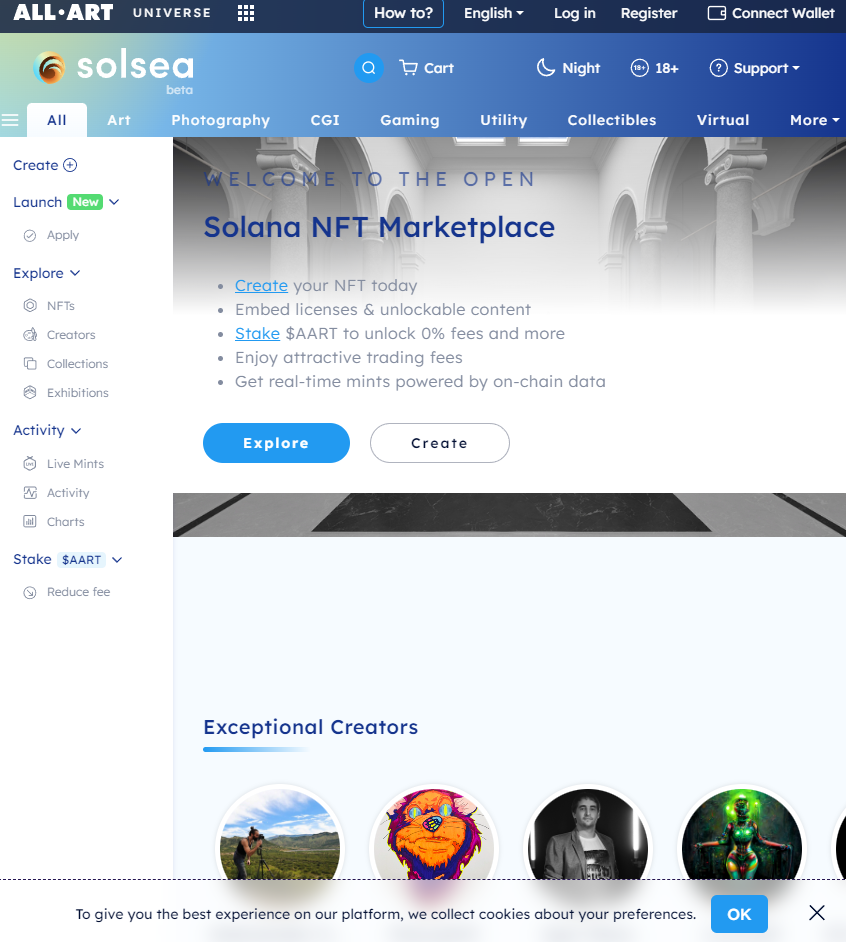 ALL•ART UNIVERSE How to? English Log in Register Connect Wallet
solsea
beta
Cart Night 18+ 18+ Support
All Art Photography CGI Gaming Utility Collectibles Virtual More
Create
Launch New
Apply
Explore
NFTs
Creators
Collections
Exhibitions
Activity
Live Mints
Activity
Charts
Stake $AART
Reduce fee
WELCOME TO THE OPEN
Solana NFT Marketplace
Create your NFT today
Embed licenses & unlockable content
Stake $AART to unlock 0% fees and more
Enjoy attractive trading fees
Get real-time mints powered by on-chain data
Explore Create
Exceptional Creators
To give you the best experience on our platform, we collect cookies about your preferences. OK